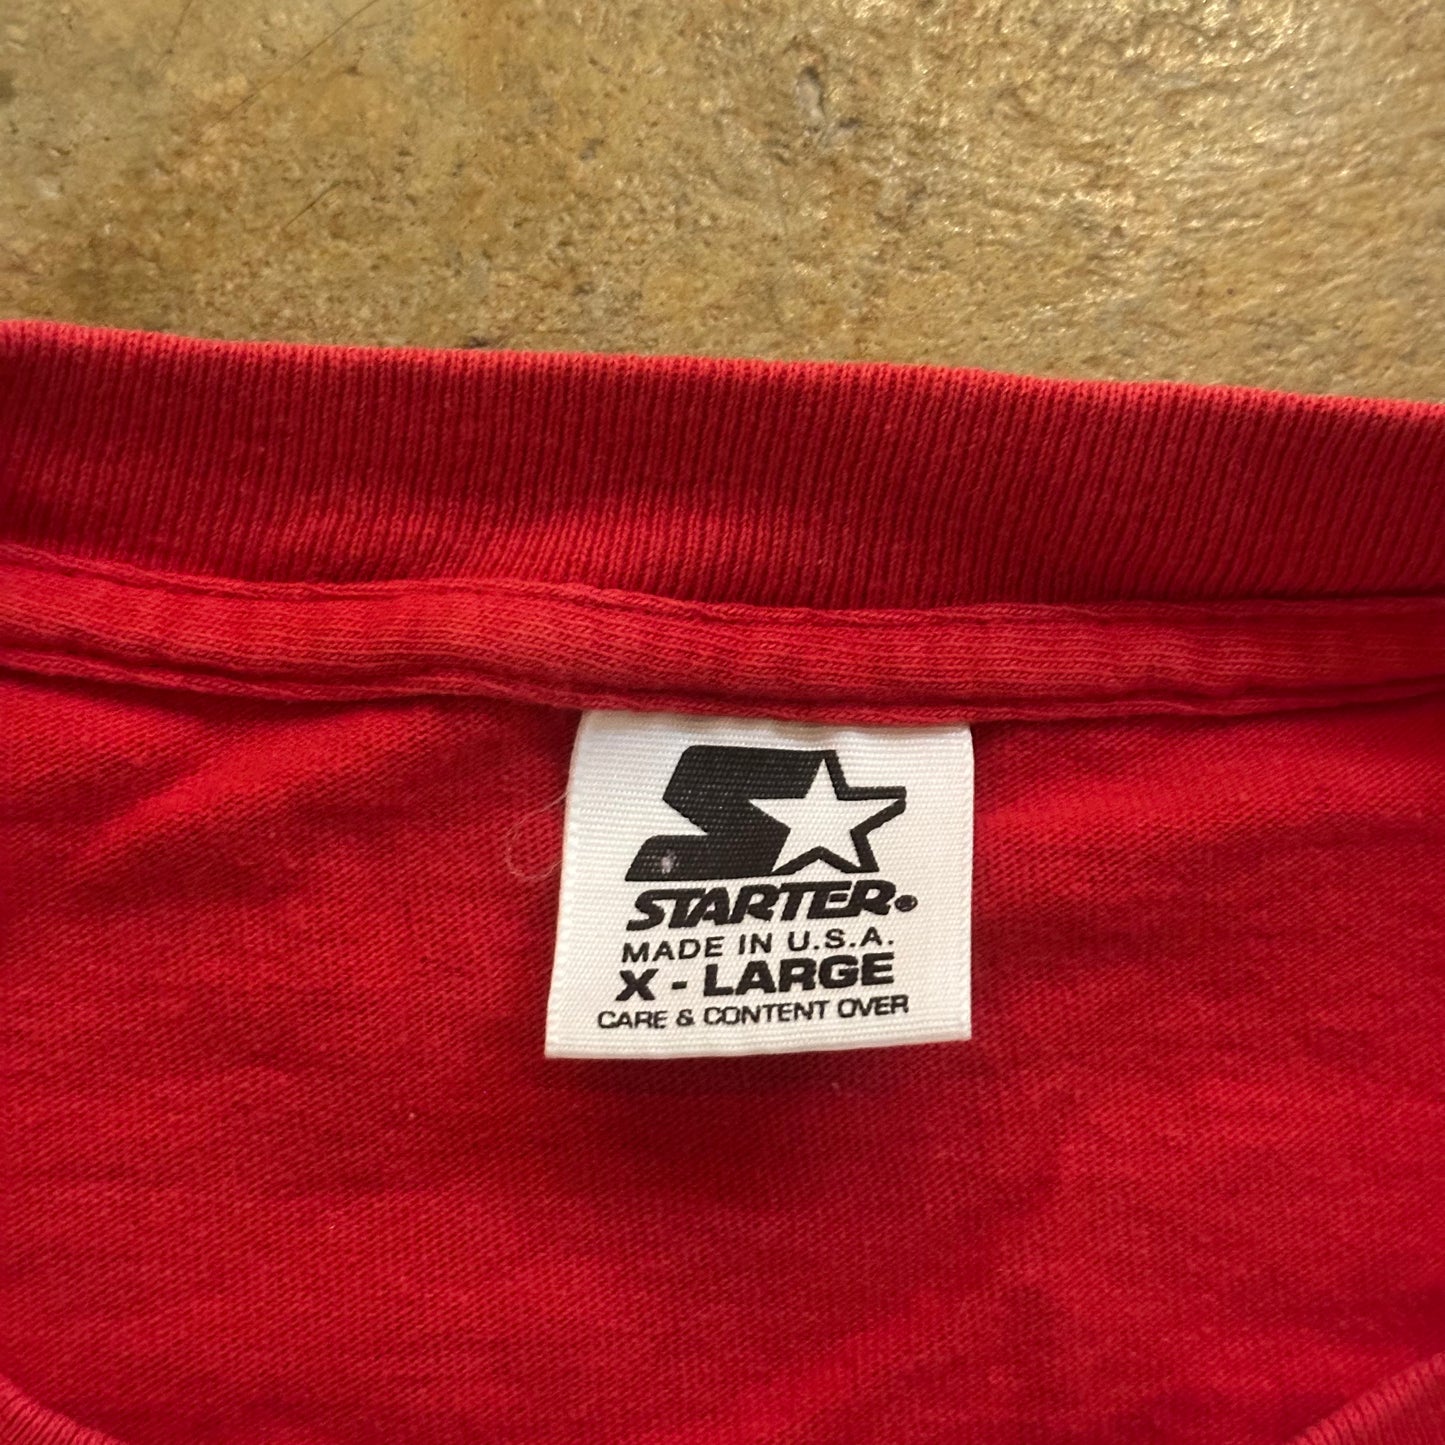 STARTER®
MADE IN U.S.A.
X - LARGE
CARE & CONTENT OVER